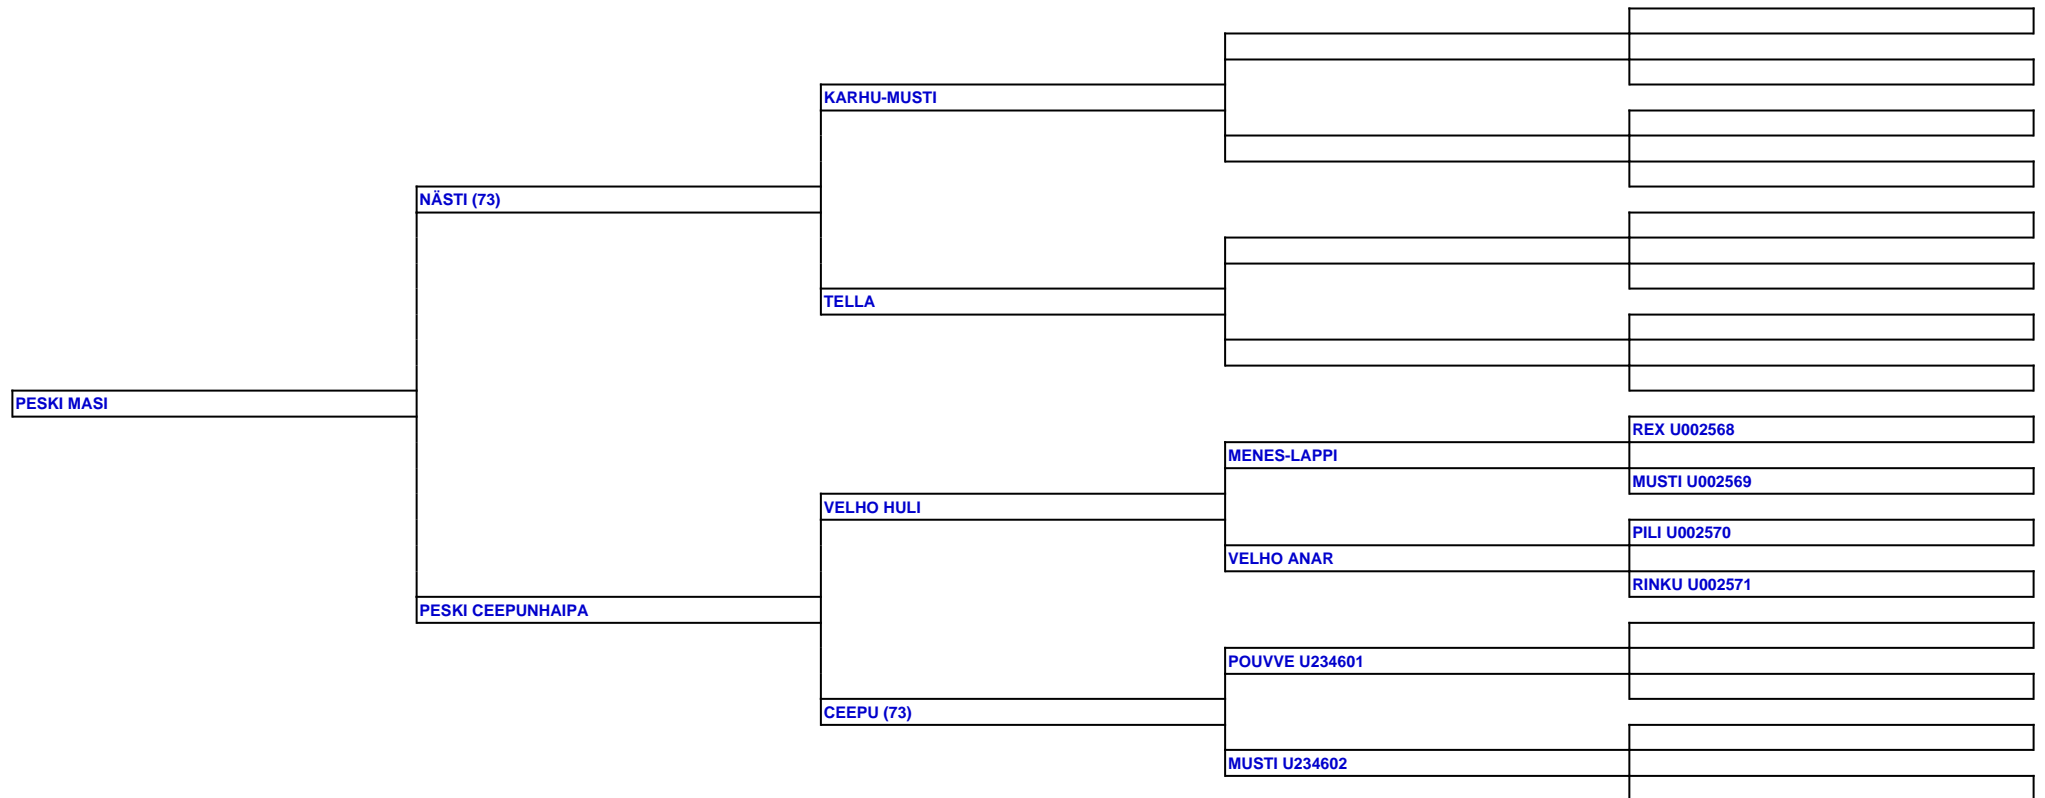 KARHU-MUSTI
NÄSTI (73)
TELLA
PESKI MASI
REX U002568
MENES-LAPPI
MUSTI U002569
VELHO HULI
PILI U002570
VELHO ANAR
RINKU U002571
PESKI CEEPUNHAIPA
POUVVE U234601
CEEPU (73)
MUSTI U234602